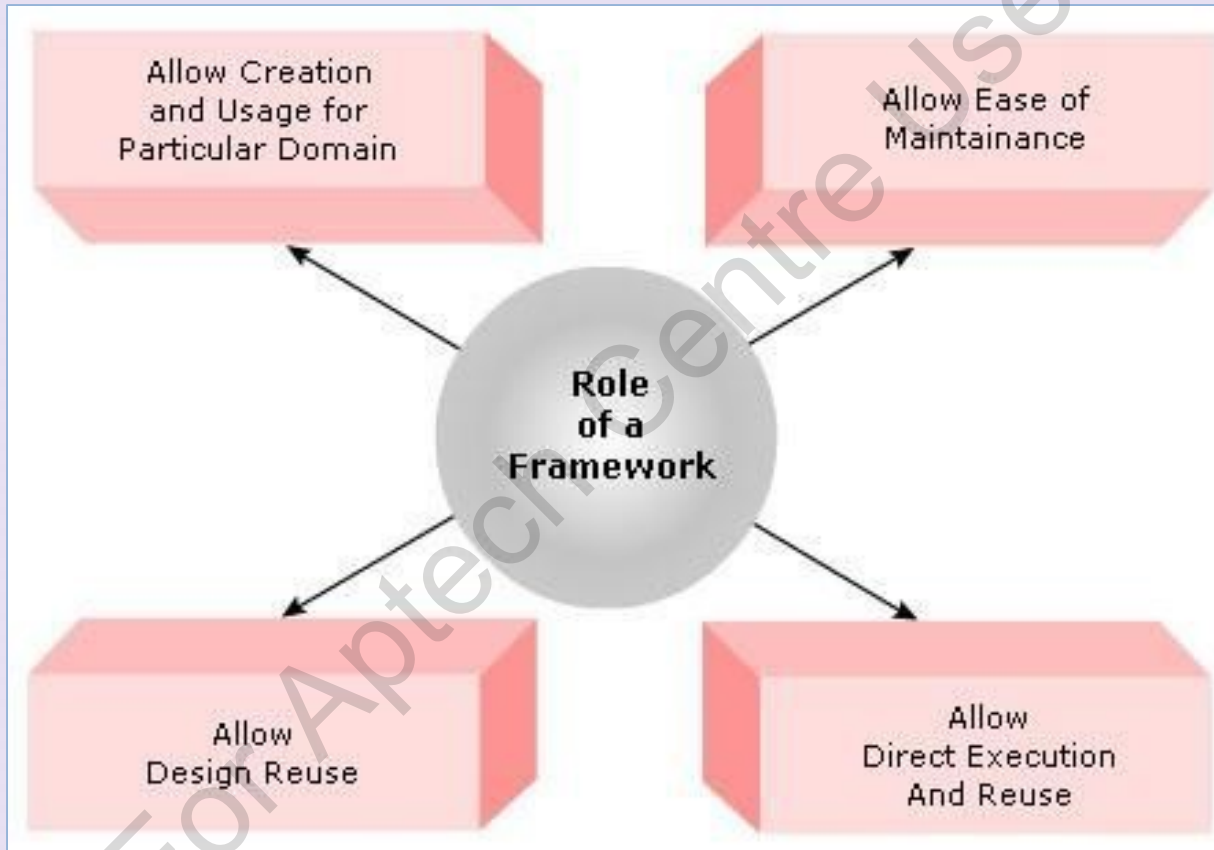 Allow Creation
and Usage for
Particular Domain
Allow Ease of
Maintainance
Role
of a
Framework
Allow
Design Reuse
Allow
Direct Execution
And Reuse
For Aptech Centre Use